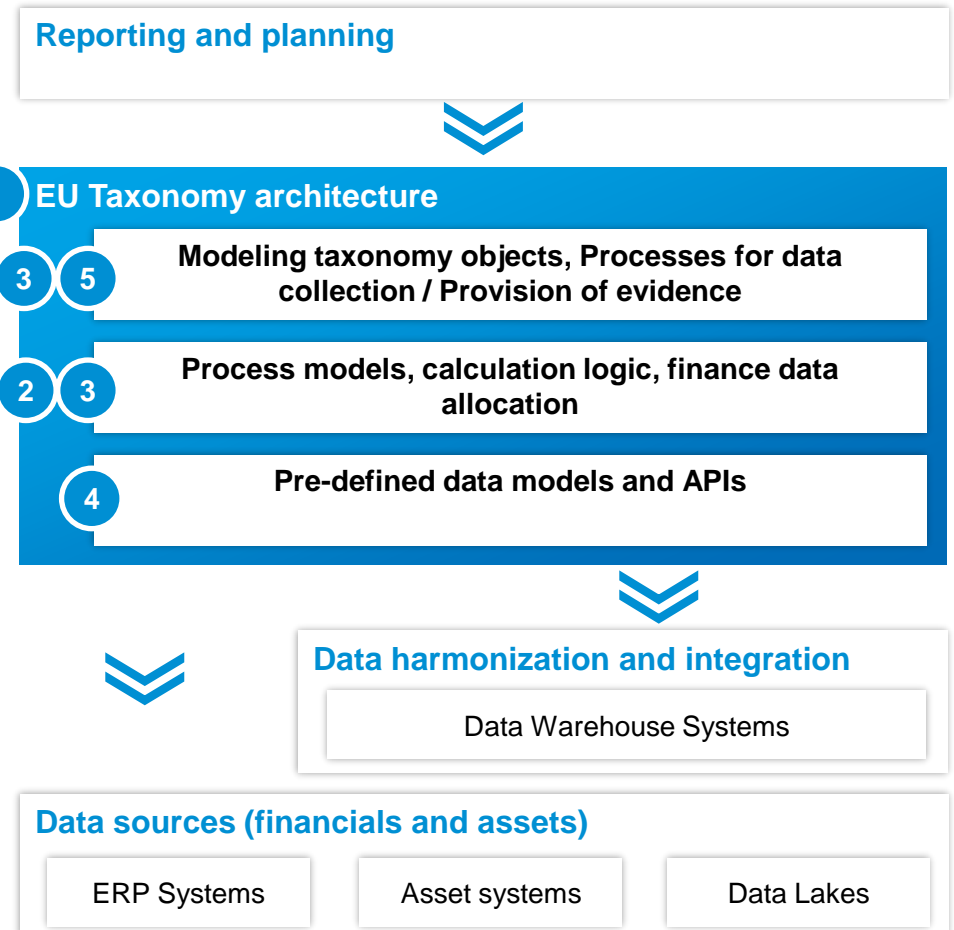 Reporting and planning
EU Taxonomy architecture
3 5
Modeling taxonomy objects, Processes for data
collection / Provision of evidence
2 3
Process models, calculation logic, finance data
allocation
4
Pre-defined data models and APIs
Data harmonization and integration
Data Warehouse Systems
Data sources (financials and assets)
ERP Systems
Asset systems
Data Lakes